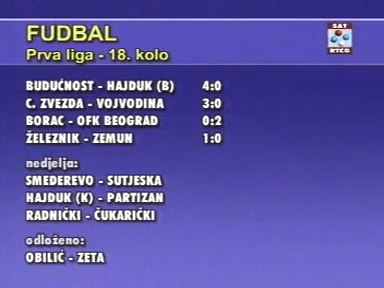 FUDBAL
Prva liga - 18. kolo
SAT
RTCG
BUDUĆNOST - HAJDUK (B) 4:0
C. ZVEZDA - VOJVODINA 3:0
BORAC - OFK BEOGRAD 0:2
ŽELEZNIK - ZEMUN 1:0
nedjelja:
SMEDEREVO - SUTJESKA
HAJDUK (K) - PARTIZAN
RADNIČKI - ČUKARIČKI
odloženo:
OBILIĆ - ZETA